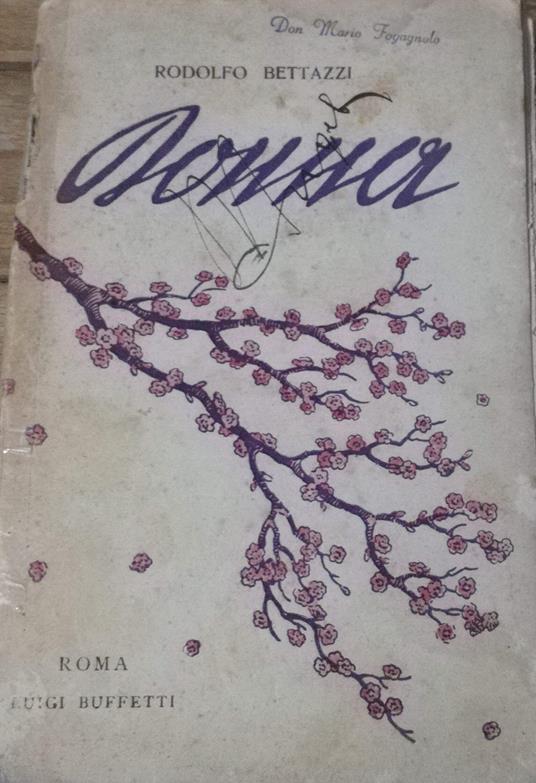 Don Mario Fogagnolo
RODOLFO BETTAZZI
Donna
ROMA
LUIGI BUFFETTI